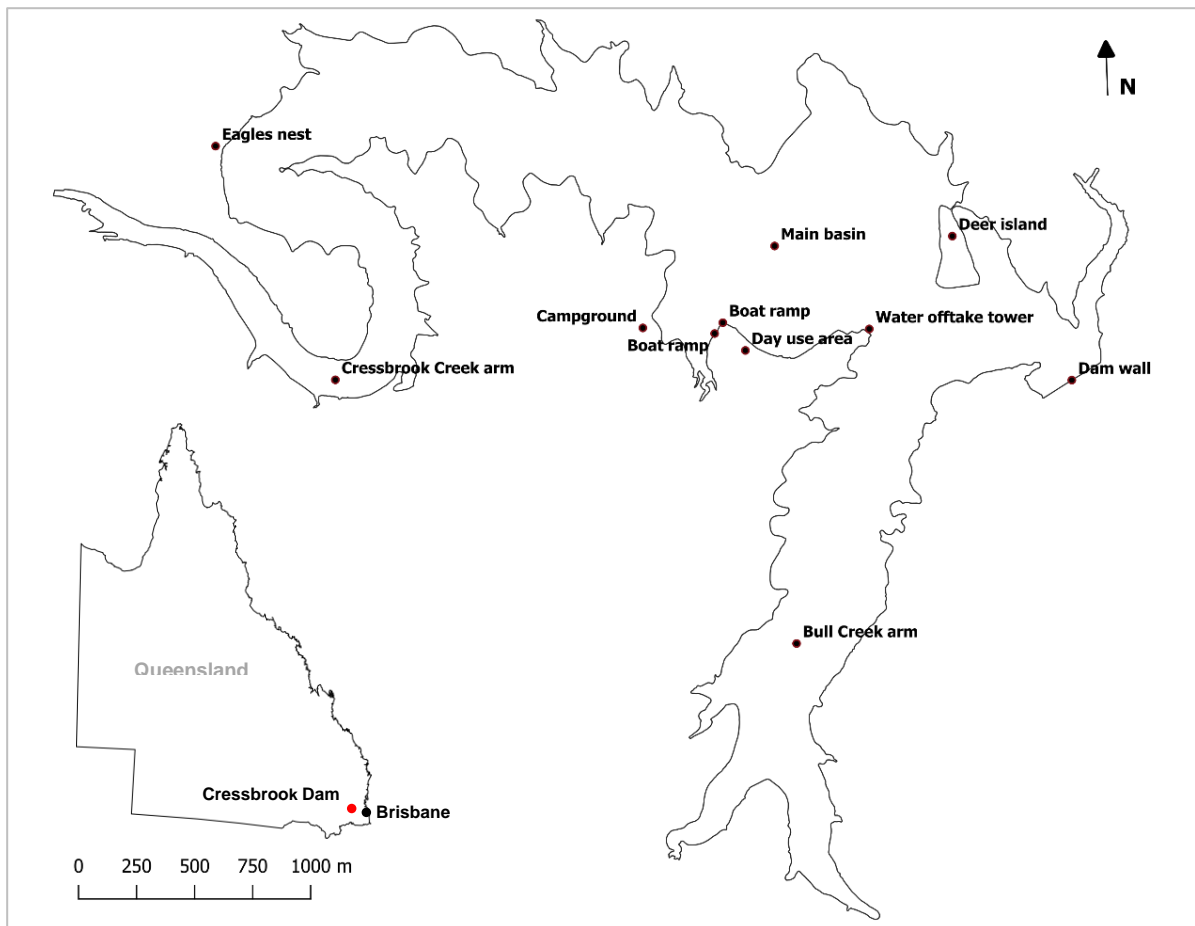 N
Eagles nest
Deer island
Main basin
Campground
Boat ramp
Water offtake tower
Boat ramp
Day use area
Cressbrook Creek arm
Dam wall
Bull Creek arm
Queensland
Cressbrook Dam
Brisbane
0 250 500 750 1000 m